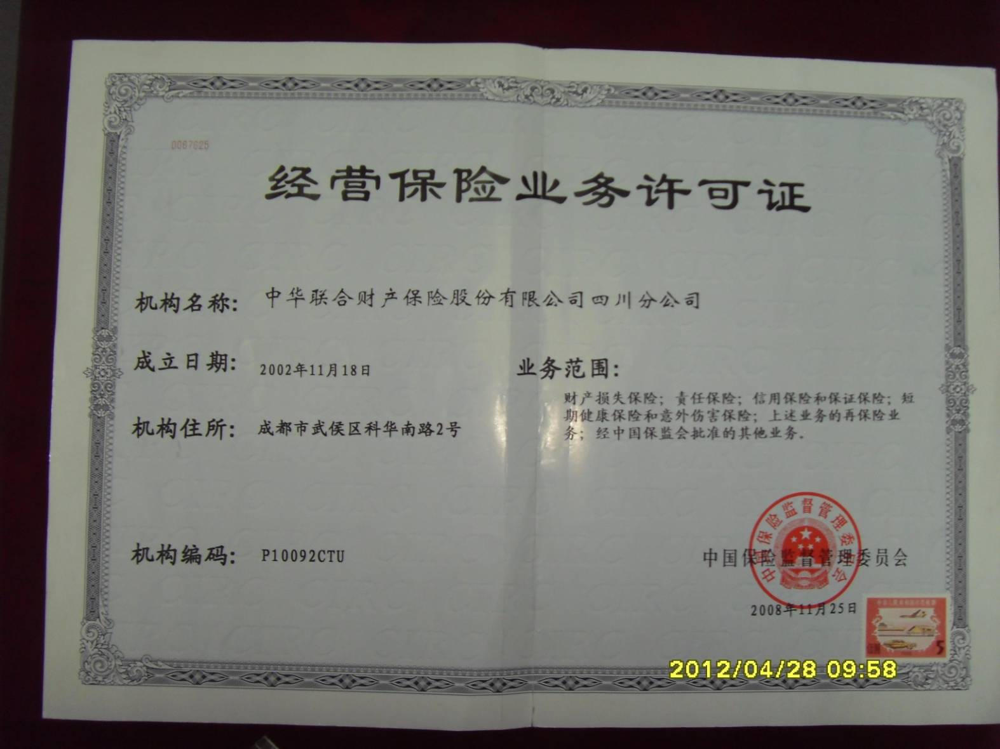 0067625
经营保险业务许可证
机构名称： 中华联合财产保险股份有限公司四川分公司
成立日期： 2002年11月18日
机构住所： 成都市武侯区科华南路2号
业务范围：
财产损失保险；责任保险；信用保险和保证保险；短
期健康保险和意外伤害保险；上述业务的再保险业
务；经中国保监会批准的其他业务.
机构编码： P10092CTU
中国保险监督管理委员会
中国保险监督管理委员会
2008年11月25日
5
2012/04/28 09:58